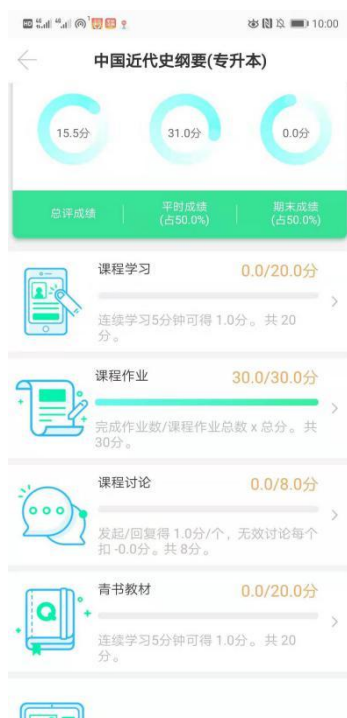 10:00
中国近代史纲要(专升本)
15.5分
31.0分
0.0分
总评成绩
平时成绩
(占50.0%)
期末成绩
(占50.0%)
课程学习
0.0/20.0分
连续学习5分钟可得 1.0分。共 20
分。
课程作业
30.0/30.0分
完成作业数/课程作业总数 x 总分。共
30分。
课程讨论
0.0/8.0分
发起/回复得 1.0分/个，无效讨论每个
扣 -0.0分。共 8分。
青书教材
0.0/20.0分
连续学习5分钟可得 1.0分。共 20
分。